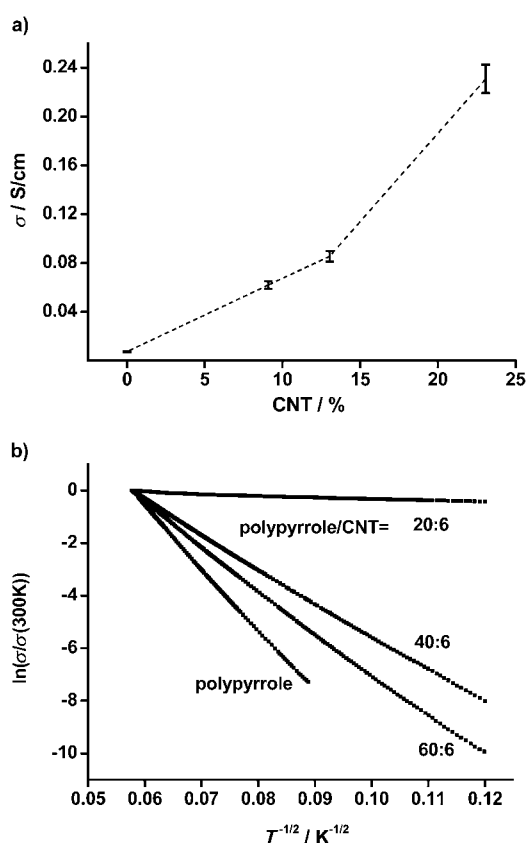 a)
0.24
0.20
0.16
0.12
0.08
0.04
σ / S/cm
0 5 10 15 20 25
CNT / %
b)
0
-2
-4
-6
-8
-10
ln(σ/σ(300K))
polypyrrole/CNT= 20:6
40:6
polypyrrole
60:6
0.05 0.06 0.07 0.08 0.09 0.10 0.11 0.12
T⁻¹/² / K⁻¹/²